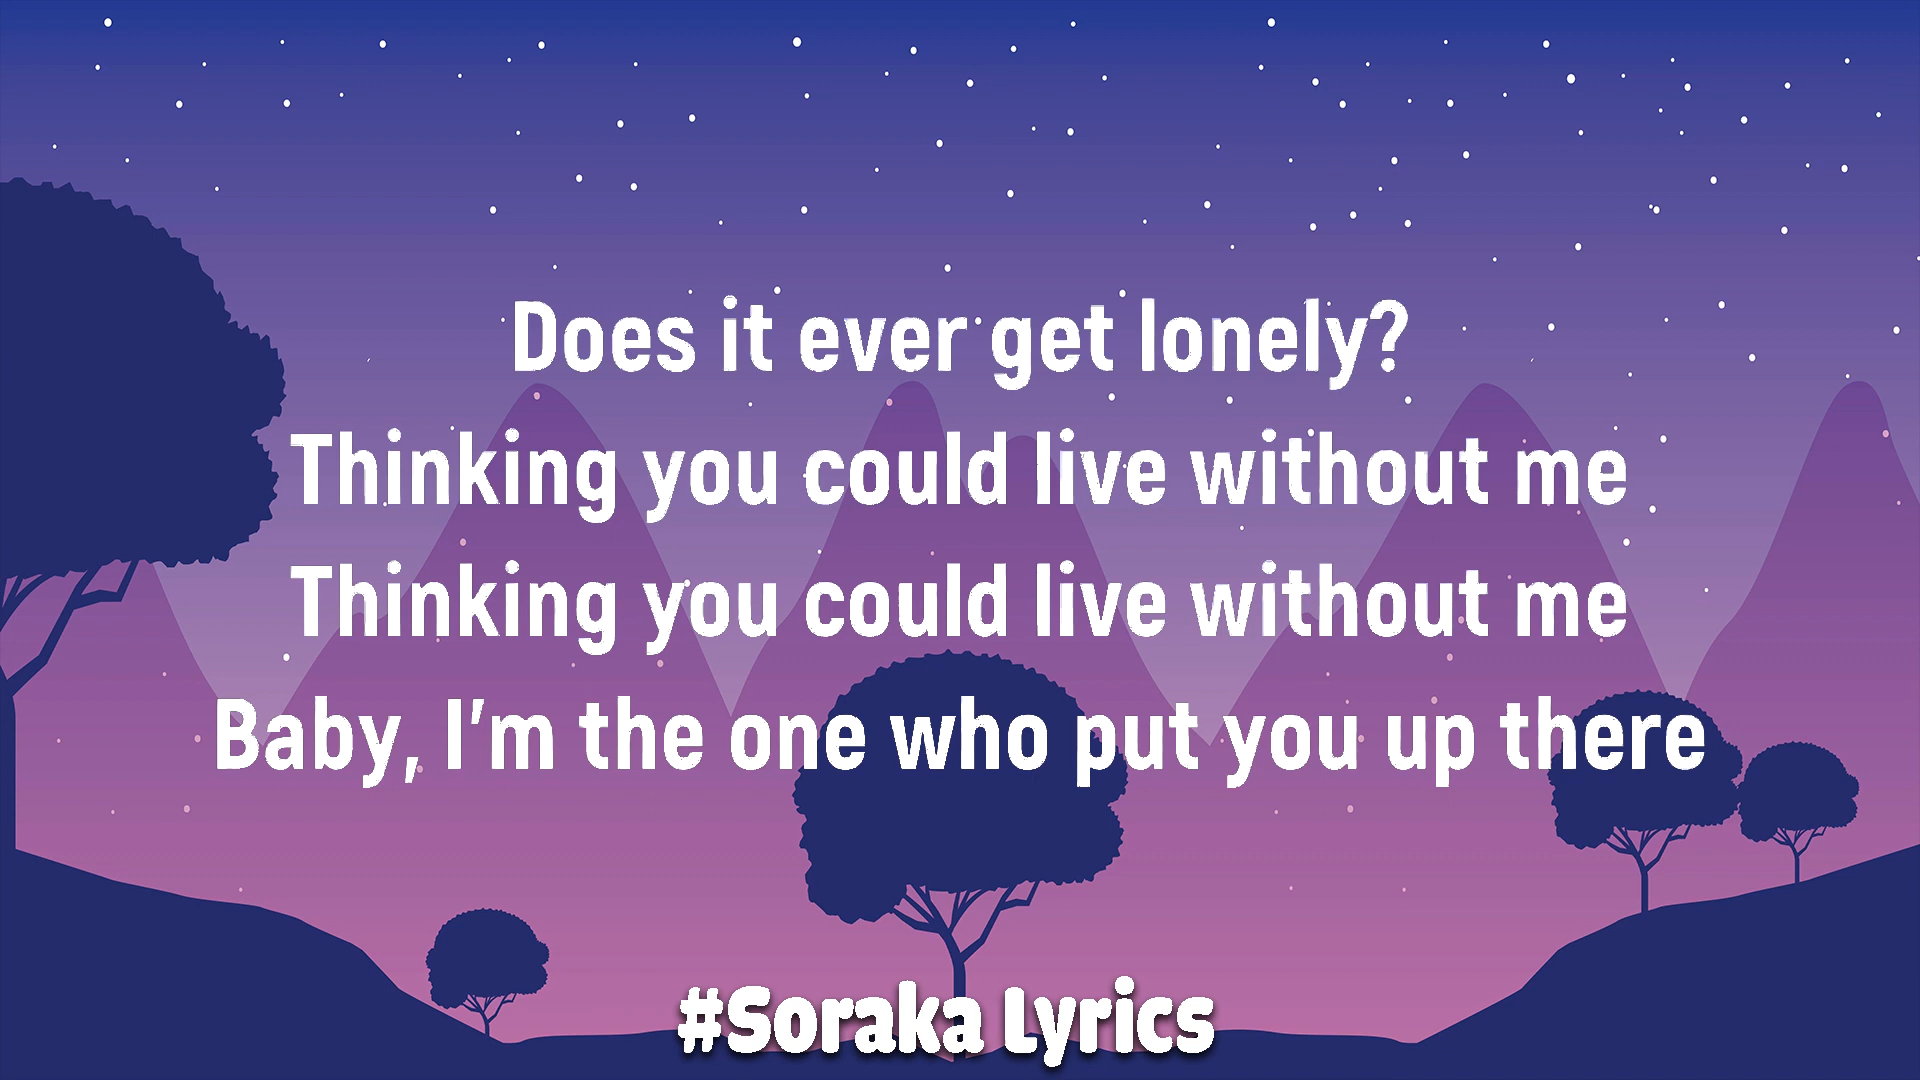 Does it ever get lonely?
Thinking you could live without me
Thinking you could live without me
Baby, I'm the one who put you up there
#Soraka Lyrics